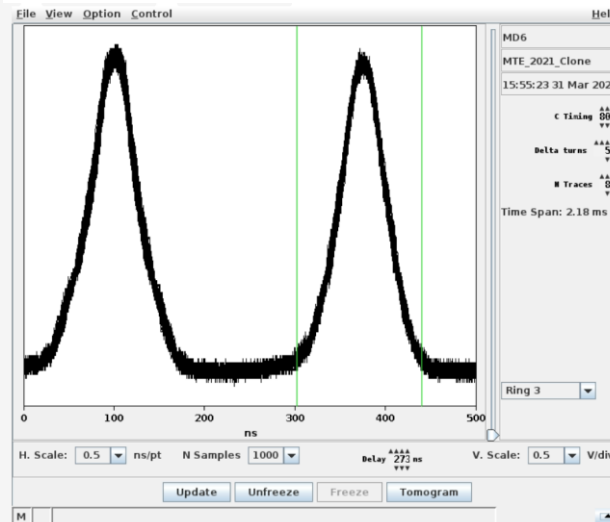 File View Option Control
MD6
MTE_2021_Clone
15:55:23 31 Mar
C Timing
Delta turns
N Traces
Time Span: 2.18 ms
Ring 3
0 100 200 300 400 500
ns
H. Scale: 0.5 ns/pt N Samples 1000 Delay 273 ns V. Scale: 0.5
Update Unfreeze Freeze Tomogram
M